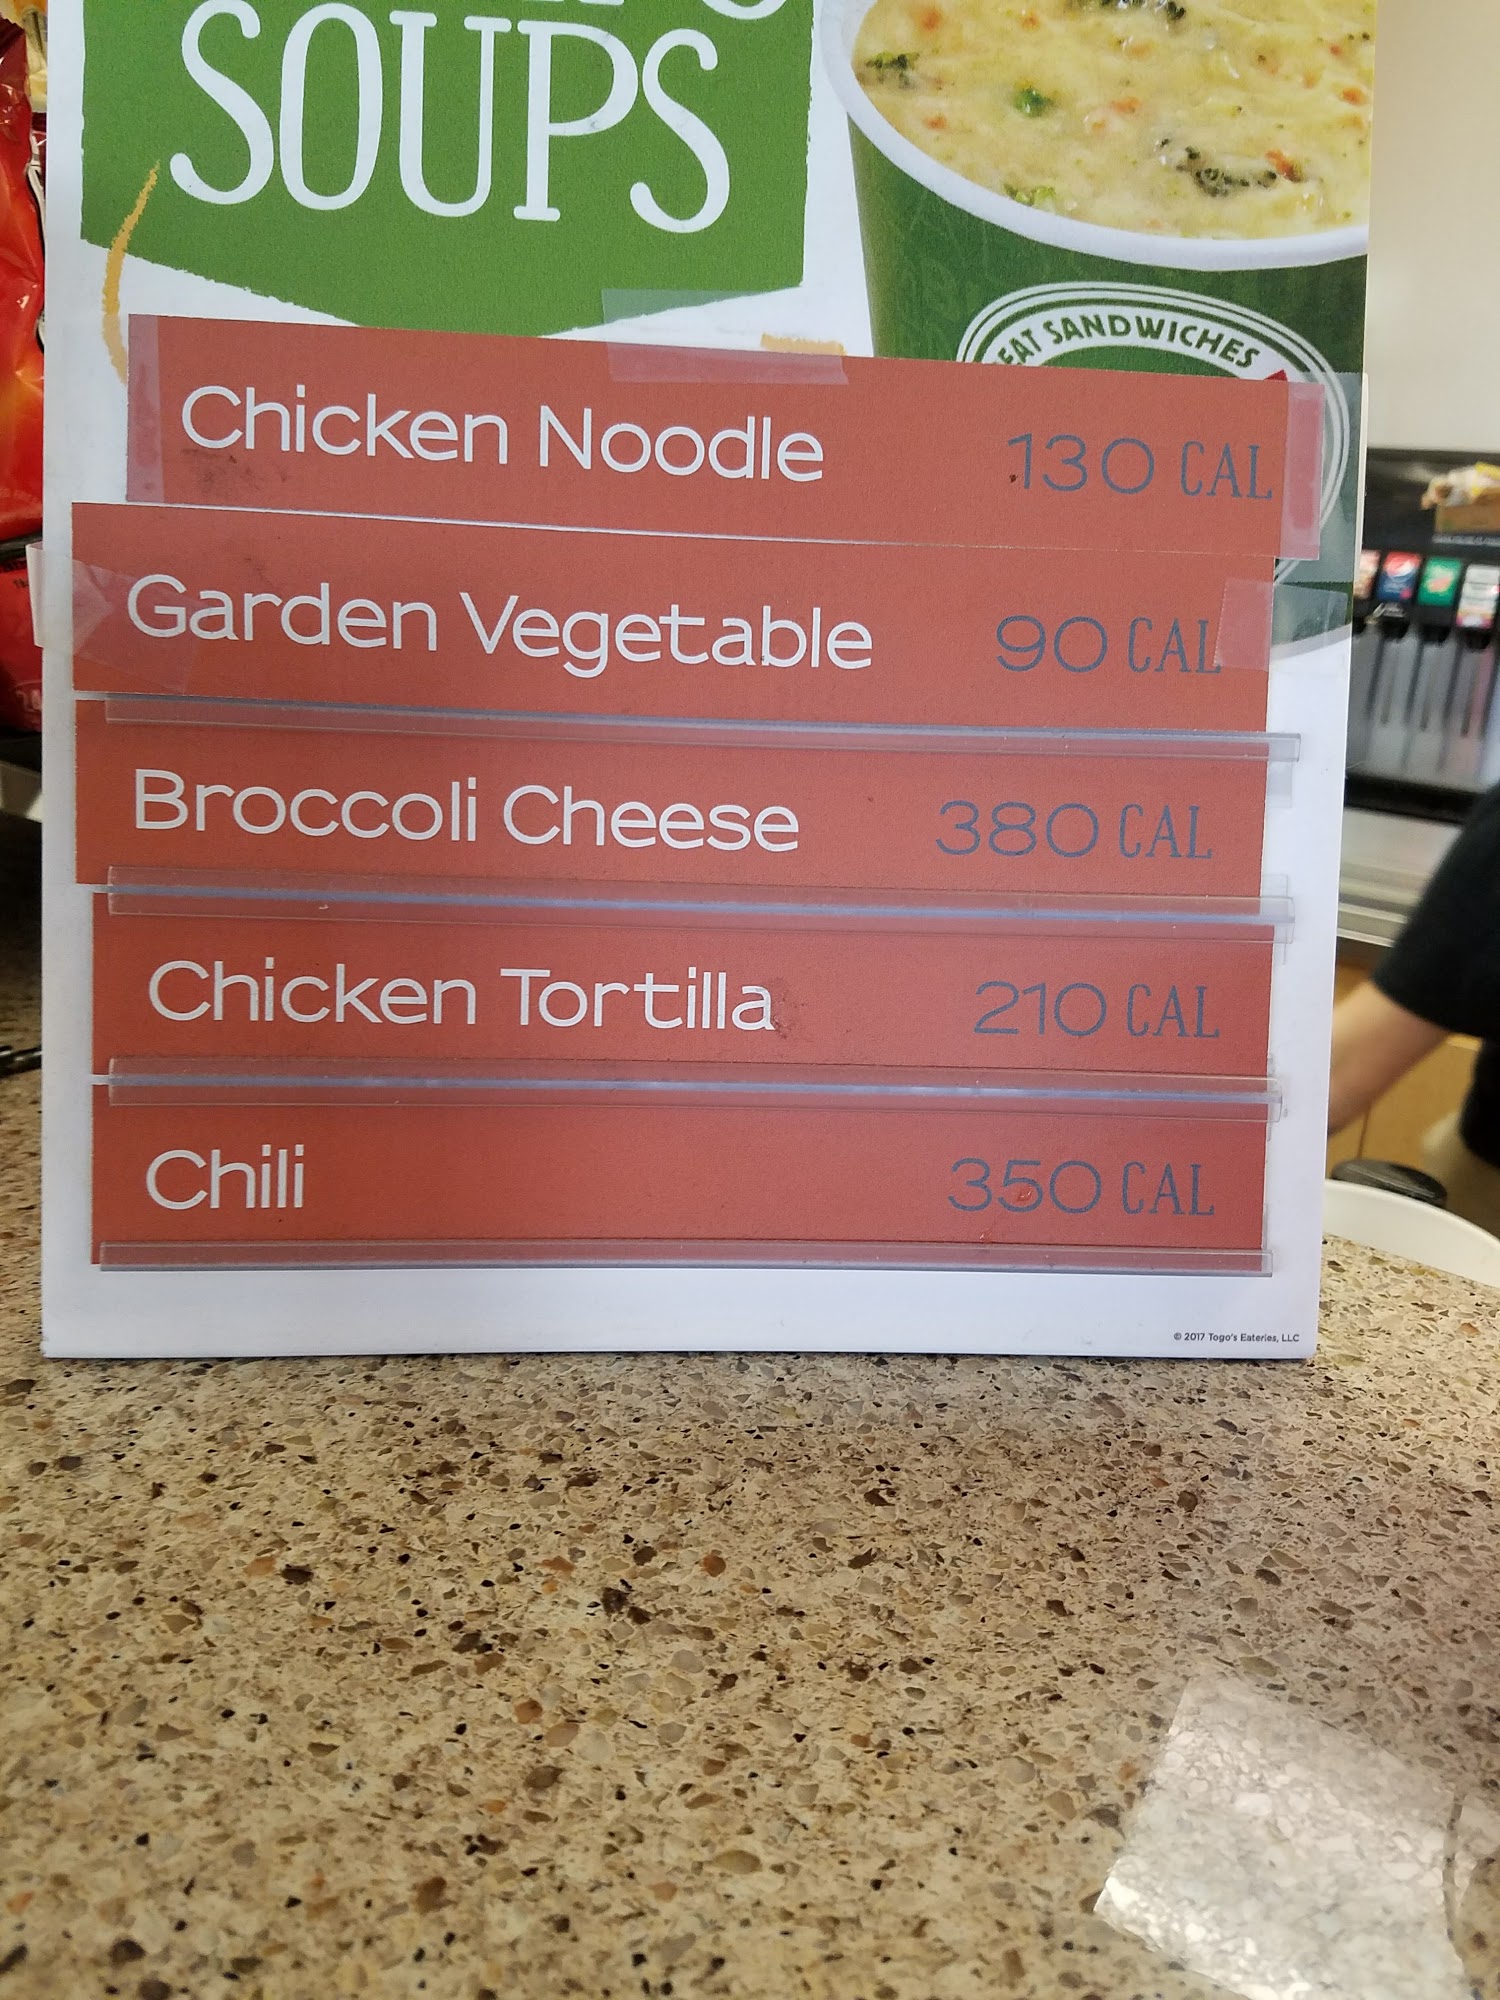 SOUPS
EAT SANDWICHES
Chicken Noodle 130 CAL
Garden Vegetable 90 CAL
Broccoli Cheese 380 CAL
Chicken Tortilla 210 CAL
Chili 350 CAL
© 2017 Togo's Eateries, LLC